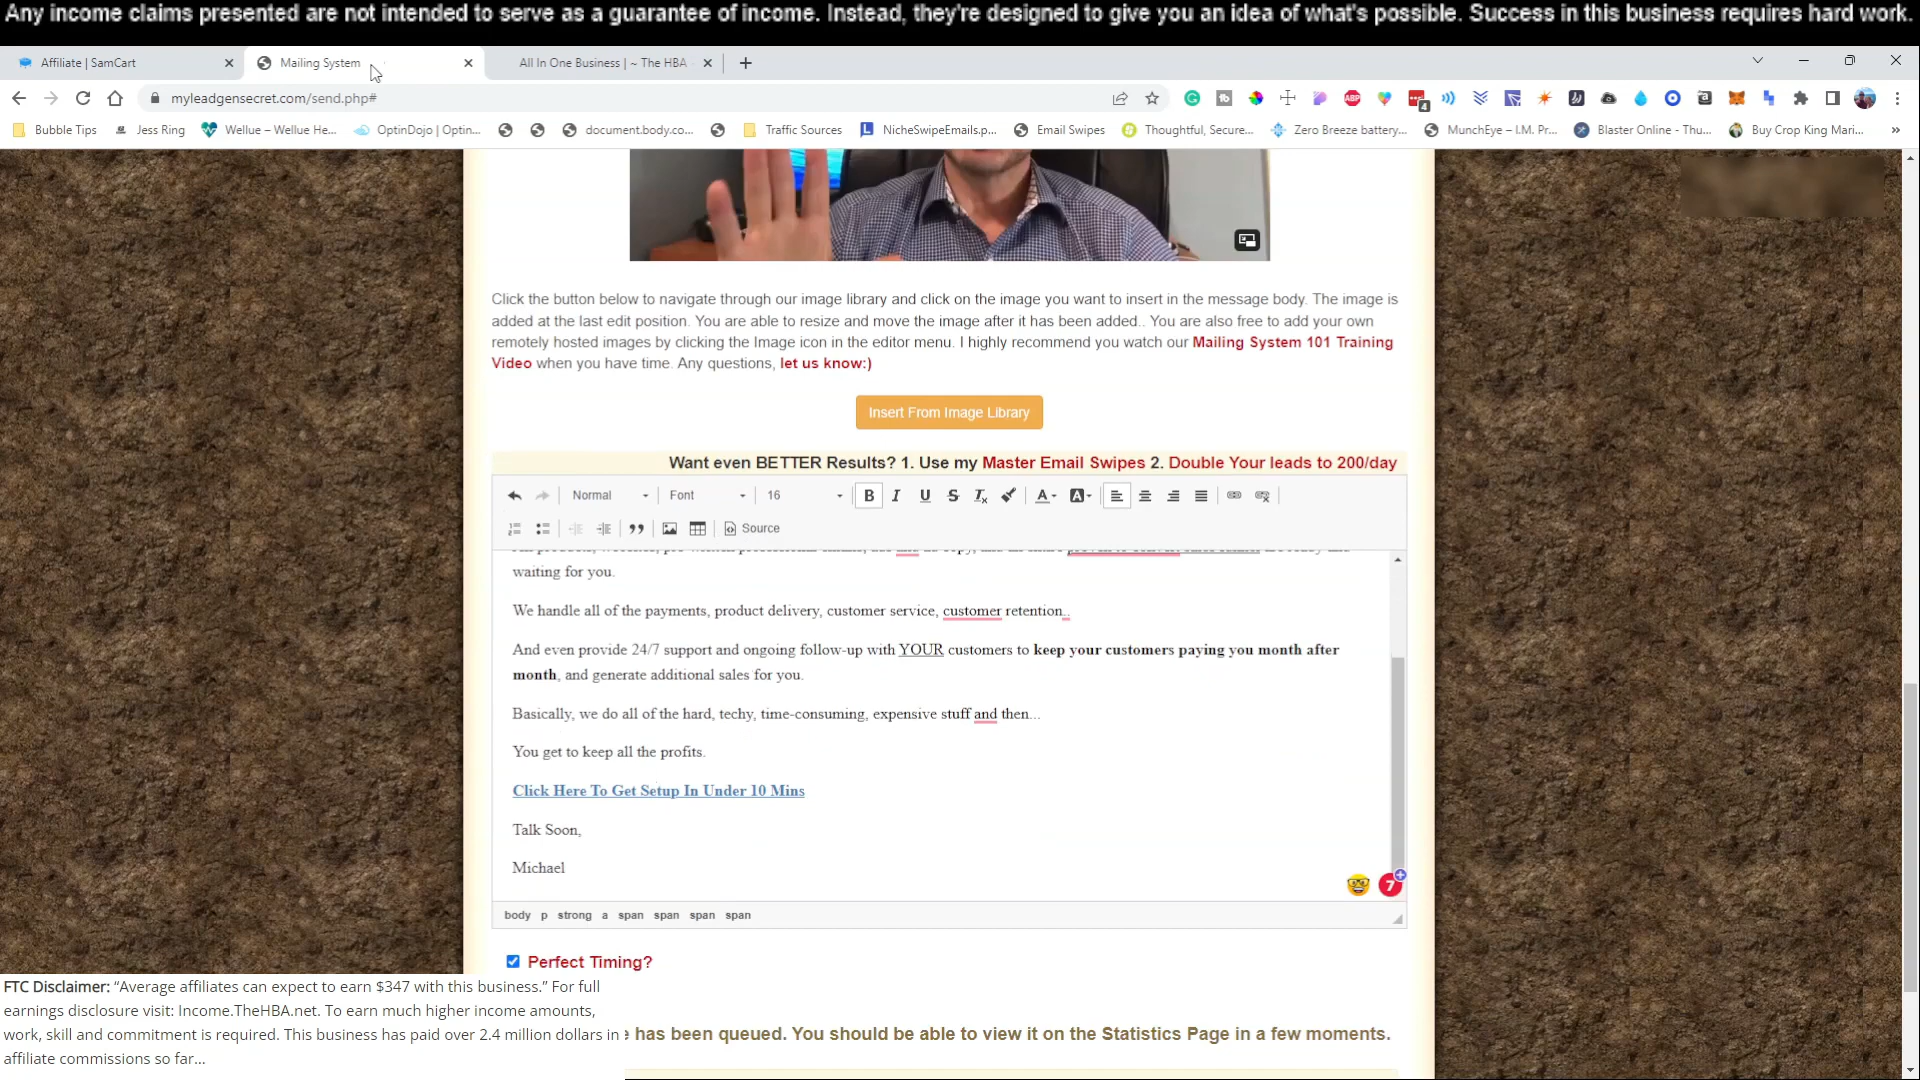 Any income claims presented are not intended to serve as a guarantee of income. Instead, they're designed to give you an idea of what's possible. Success in this business requires hard work.
Affiliate | SamCart
Mailing System
All In One Business | ~ The HBA
myleadgensecret.com/send.php#
4
Bubble Tips
Jess Ring
Wellue – Wellue He...
OptinDojo | Optin...
document.body.co...
Traffic Sources
NicheSwipeEmails.p...
Email Swipes
Thoughtful, Secure...
Zero Breeze battery...
MunchEye – I.M. Pr...
Blaster Online - Thu...
Buy Crop King Mari...
Click the button below to navigate through our image library and click on the image you want to insert in the message body. The image is
added at the last edit position. You are able to resize and move the image after it has been added.. You are also free to add your own
remotely hosted images by clicking the Image icon in the editor menu. I highly recommend you watch our Mailing System 101 Training
Video when you have time. Any questions, let us know:)
Insert From Image Library
Want even BETTER Results? 1. Use my Master Email Swipes 2. Double Your leads to 200/day
Normal Font 16
Source
waiting for you.
We handle all of the payments, product delivery, customer service, customer retention..
And even provide 24/7 support and ongoing follow-up with YOUR customers to keep your customers paying you month after
month, and generate additional sales for you.
Basically, we do all of the hard, techy, time-consuming, expensive stuff and then...
You get to keep all the profits.
Click Here To Get Setup In Under 10 Mins
Talk Soon,
Michael
7
body p strong a span span span span
Perfect Timing?
FTC Disclaimer: “Average affiliates can expect to earn $347 with this business.” For full
earnings disclosure visit: Income.TheHBA.net. To earn much higher income amounts,
work, skill and commitment is required. This business has paid over 2.4 million dollars in
affiliate commissions so far...
has been queued. You should be able to view it on the Statistics Page in a few moments.